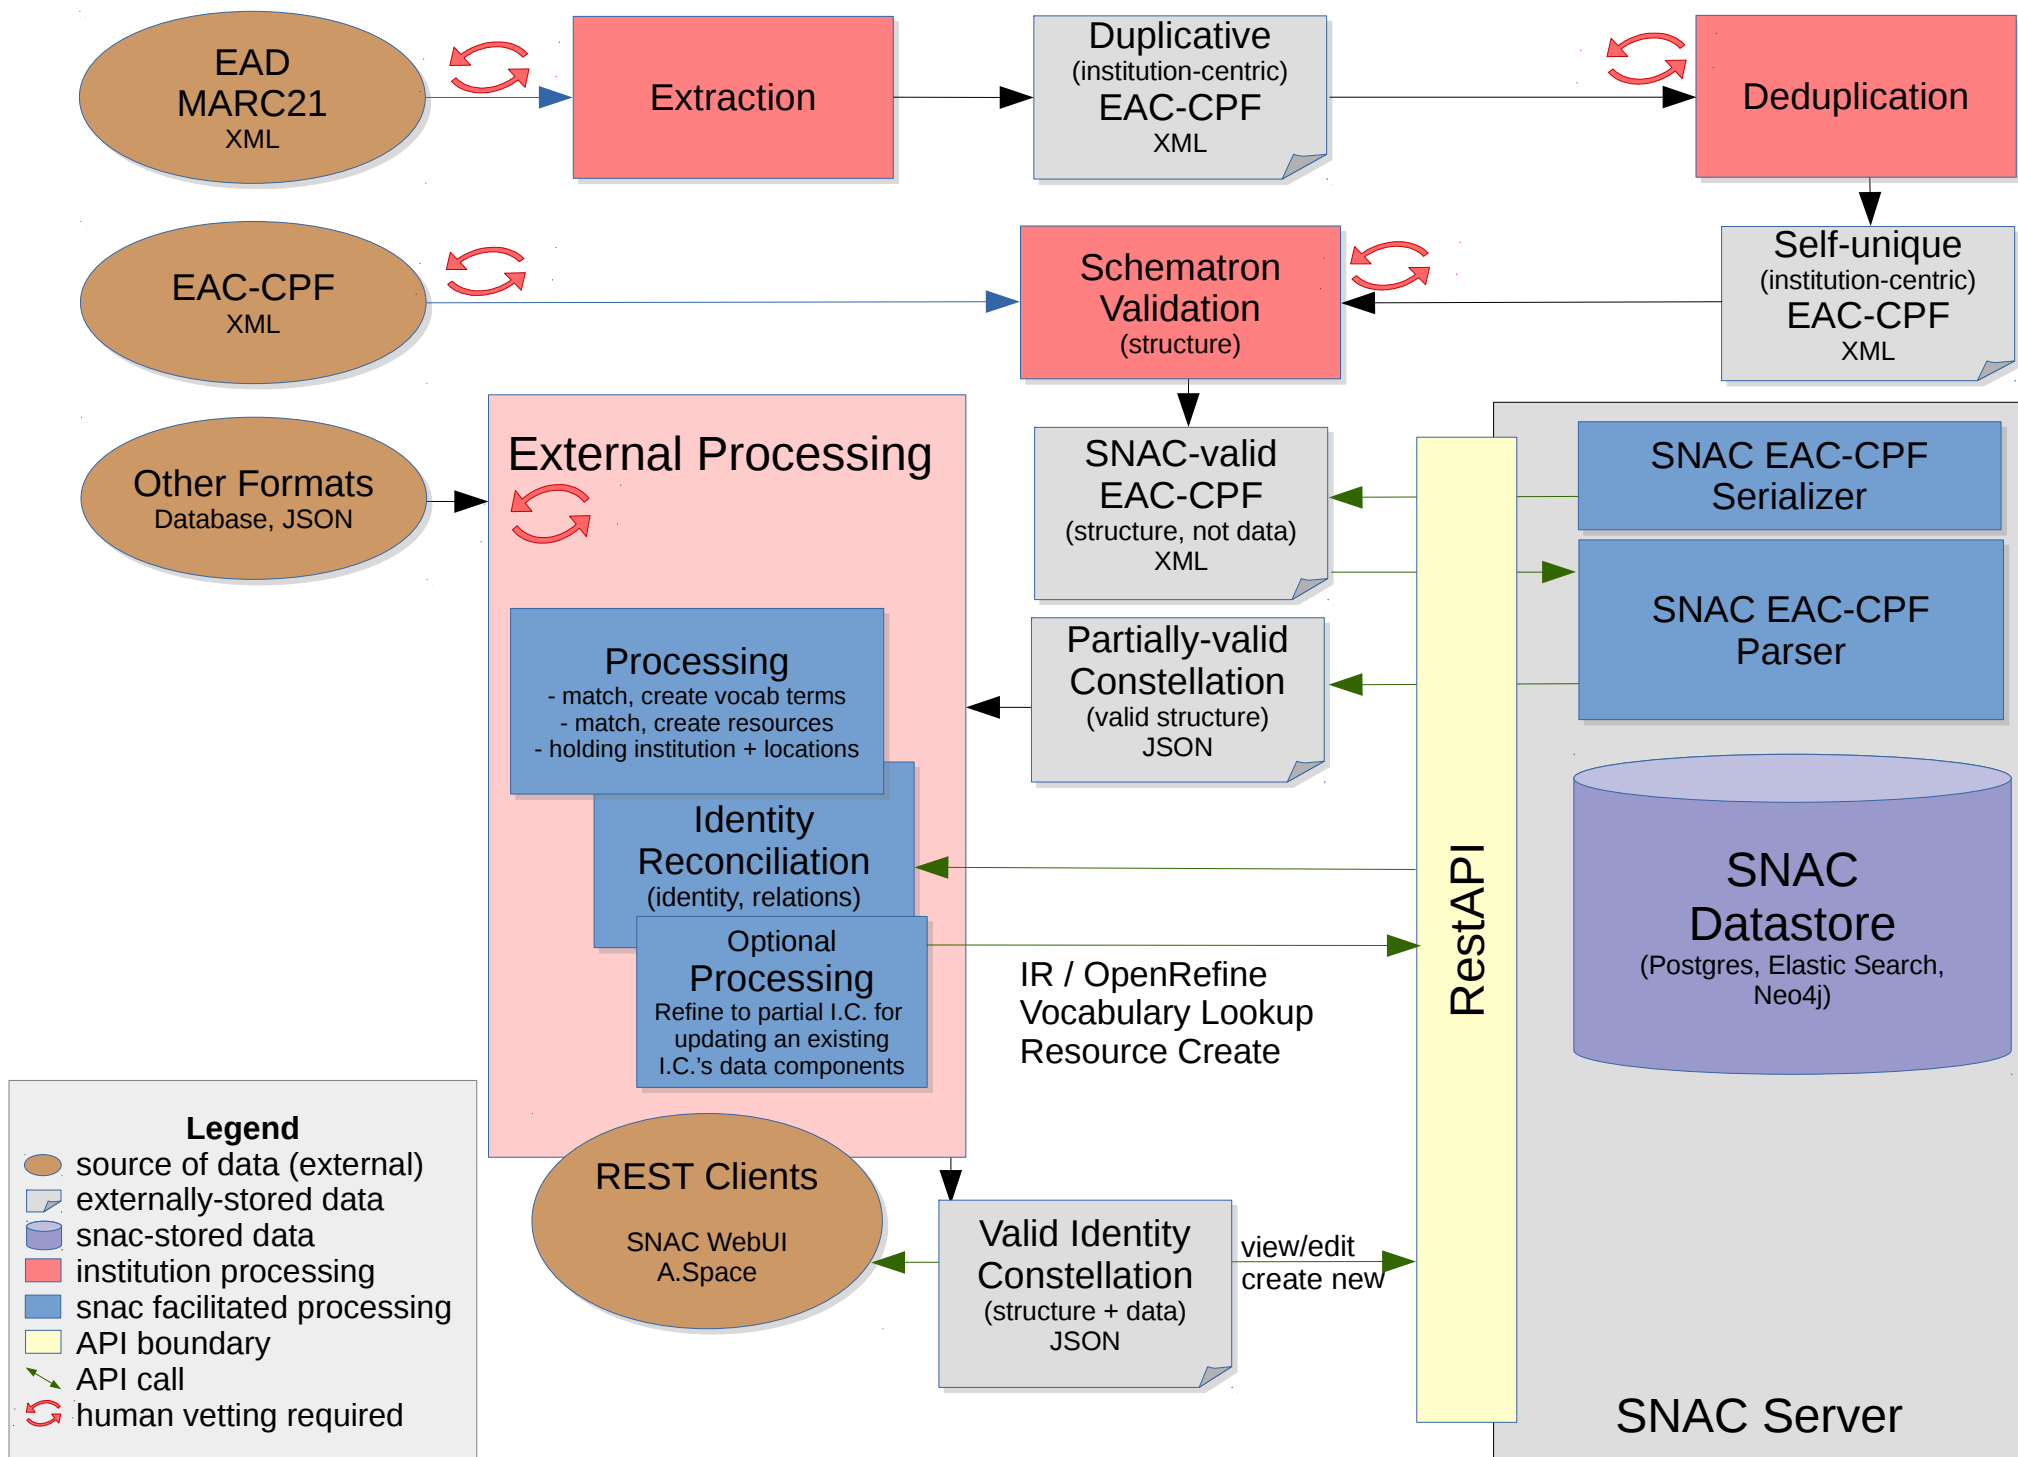 EAD
MARC21
XML
Extraction
Duplicative
(institution-centric)
EAC-CPF
XML
Deduplication
EAC-CPF
XML
Schematron
Validation
(structure)
Self-unique
(institution-centric)
EAC-CPF
XML
Other Formats
Database, JSON
External Processing
SNAC-valid
EAC-CPF
(structure, not data)
XML
SNAC EAC-CPF
Serializer
SNAC EAC-CPF
Parser
Processing
- match, create vocab terms
- match, create resources
- holding institution + locations
Partially-valid
Constellation
(valid structure)
JSON
Identity
Reconciliation
(identity, relations)
Optional
Processing
Refine to partial I.C. for
updating an existing
I.C.'s data components
IR / OpenRefine
Vocabulary Lookup
Resource Create
RestAPI
SNAC
Datastore
(Postgres, Elastic Search,
Neo4j)
Legend
source of data (external)
externally-stored data
snac-stored data
institution processing
snac facilitated processing
API boundary
API call
human vetting required
REST Clients
SNAC WebUI
A.Space
Valid Identity
Constellation
(structure + data)
JSON
view/edit
create new
SNAC Server